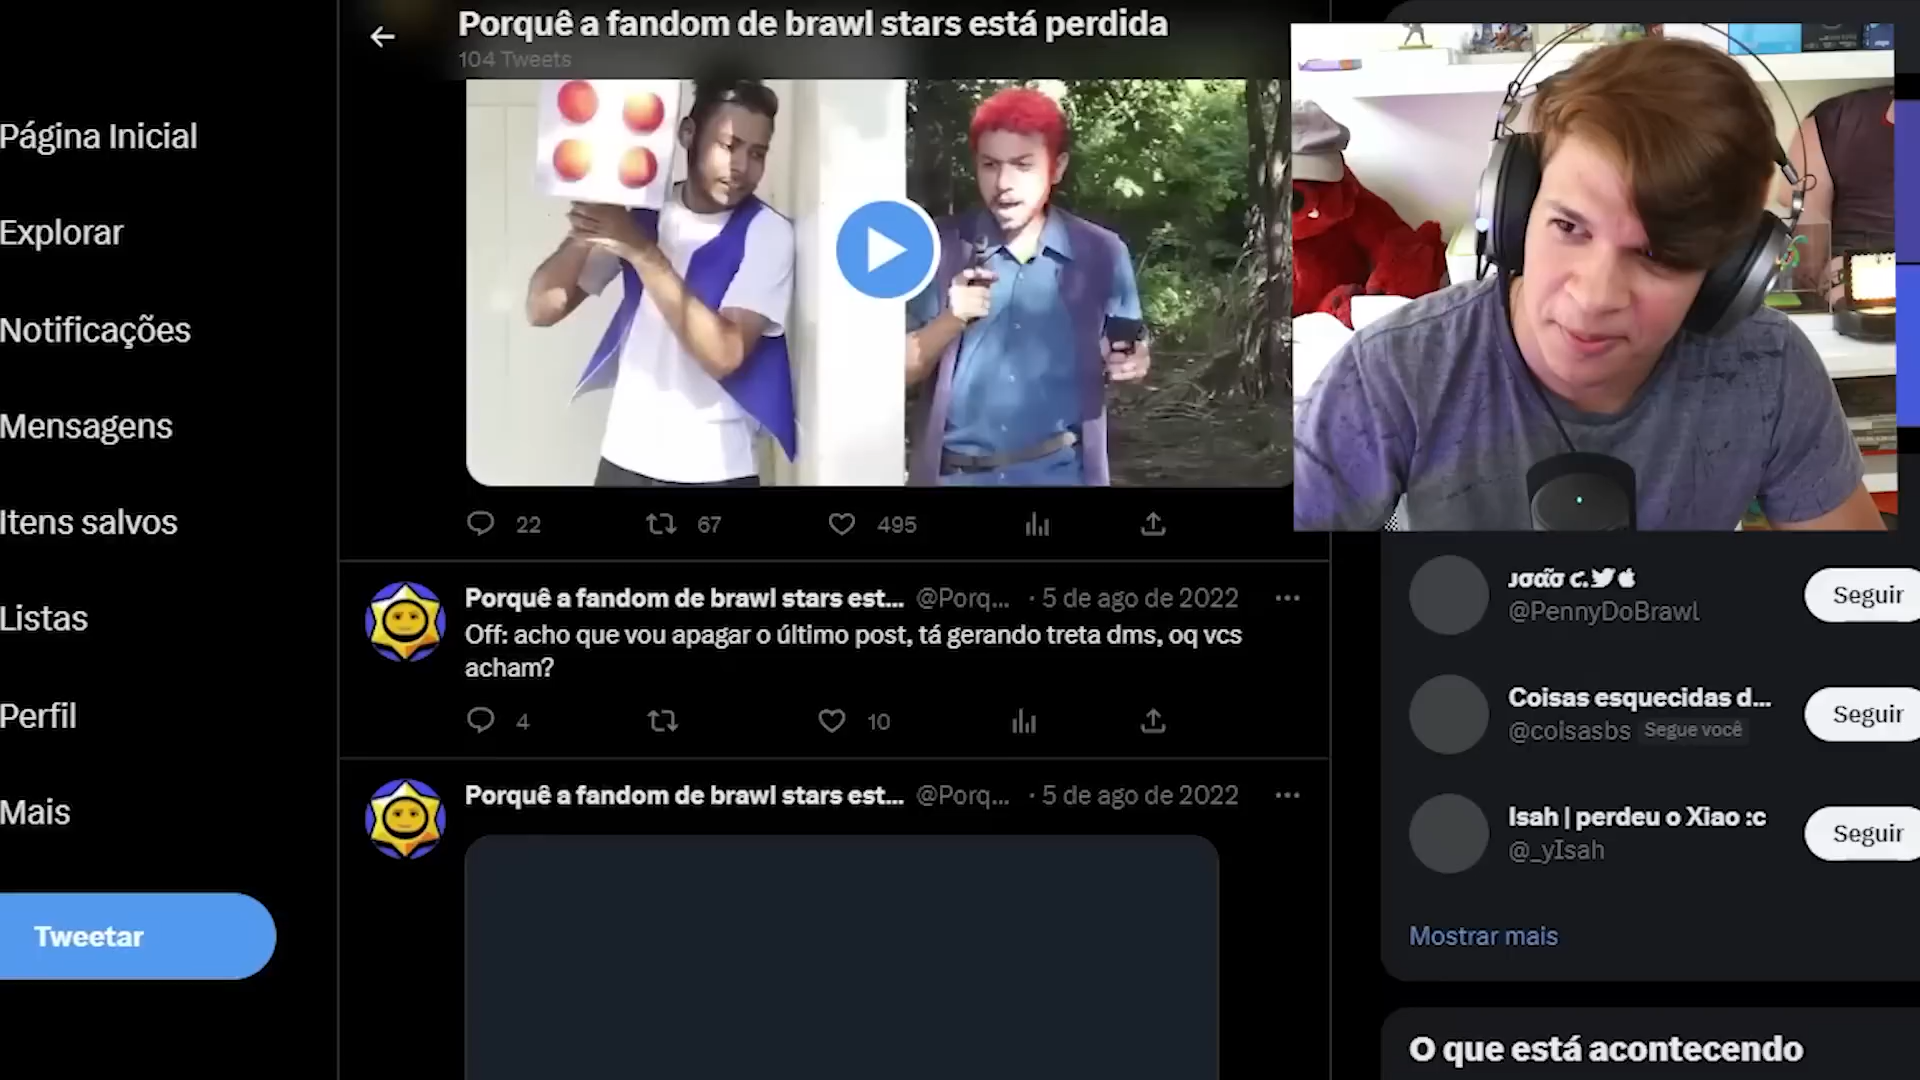 Porquê a fandom de brawl stars está perdida
104 Tweets
Página Inicial
Explorar
Notificações
Mensagens
Itens salvos
Listas
Perfil
Mais
Tweetar
22 67 495
Porquê a fandom de brawl stars est... @Porq... · 5 de ago de 2022
Off: acho que vou apagar o último post, tá gerando treta dms, oq vcs
acham?
4 10
Porquê a fandom de brawl stars est... @Porq... · 5 de ago de 2022
ᴊσᾶσ ƈ.
@PennyDoBrawl
Seguir
Coisas esquecidas d...
@coisasbs Segue você
Seguir
Isah | perdeu o Xiao :c
@_yIsah
Seguir
Mostrar mais
O que está acontecendo